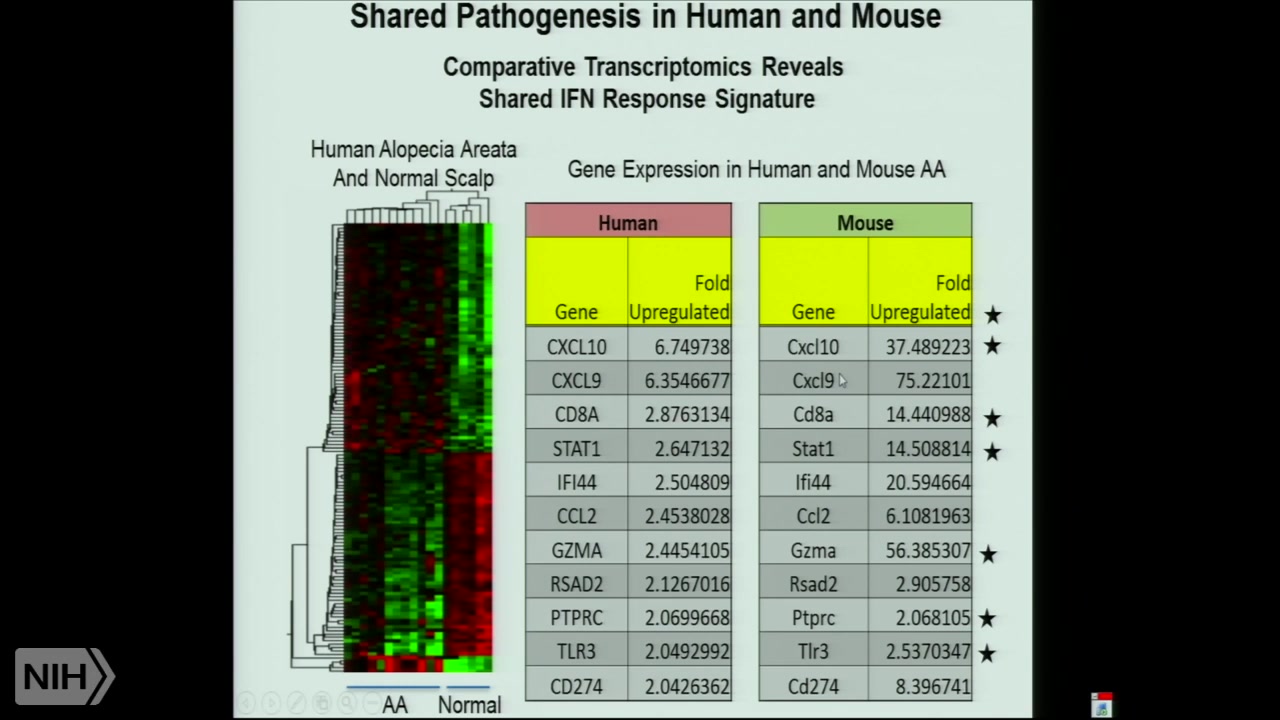 Shared Pathogenesis in Human and Mouse
Comparative Transcriptomics Reveals
Shared IFN Response Signature
Human Alopecia Areata
And Normal Scalp
Gene Expression in Human and Mouse AA
Human
Gene Fold Upregulated
CXCL10 6.749738
CXCL9 6.3546677
CD8A 2.8763134
STAT1 2.647132
IFI44 2.504809
CCL2 2.4538028
GZMA 2.4454105
RSAD2 2.1267016
PTPRC 2.0699668
TLR3 2.0492992
CD274 2.0426362
Mouse
Gene Fold Upregulated
Cxcl10 37.489223
Cxcl9 75.22101
Cd8a 14.440988
Stat1 14.508814
Ifi44 20.594664
Ccl2 6.1081963
Gzma 56.385307
Rsad2 2.905758
Ptprc 2.068105
Tlr3 2.5370347
Cd274 8.396741
AA Normal
NIH